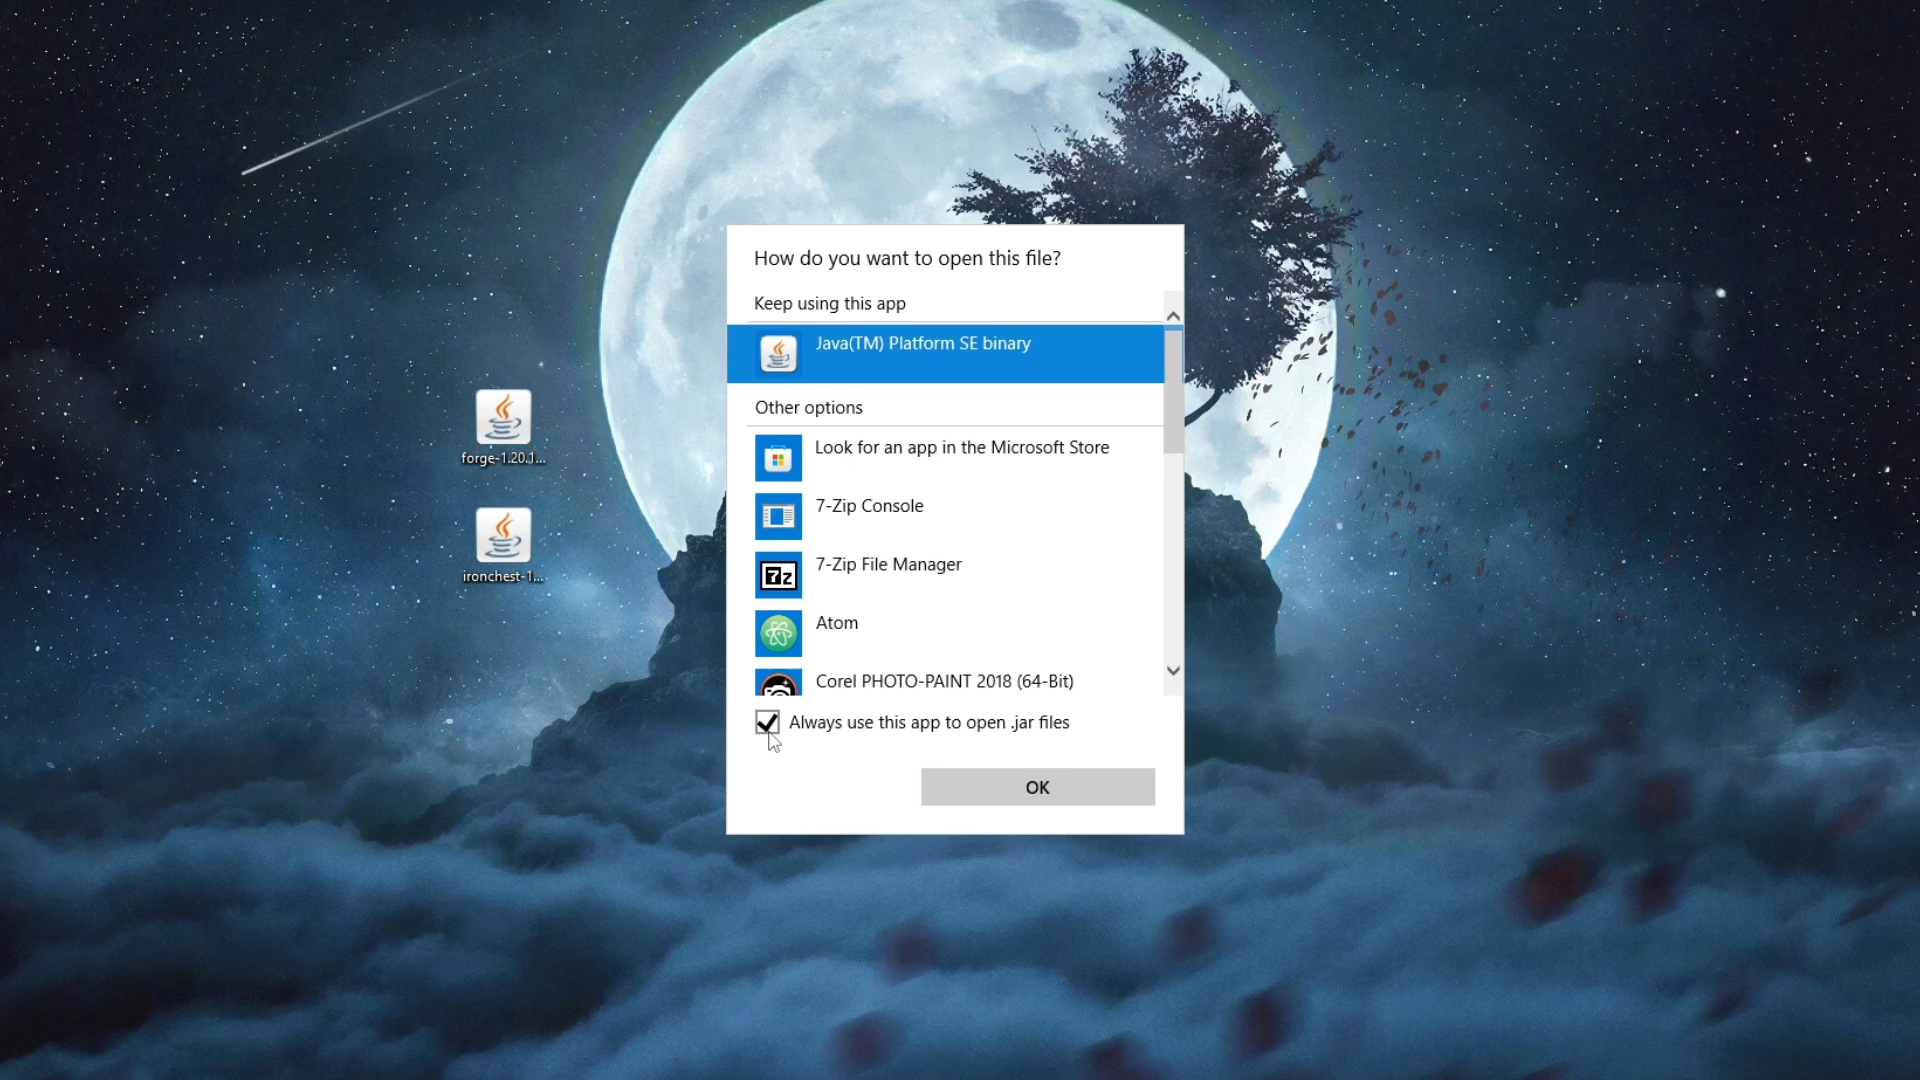 forge-1.20.1...
ironchest-1...
How do you want to open this file?
Keep using this app
Java(TM) Platform SE binary
Other options
Look for an app in the Microsoft Store
7-Zip Console
7z
7-Zip File Manager
Atom
Corel PHOTO-PAINT 2018 (64-Bit)
Always use this app to open .jar files
OK